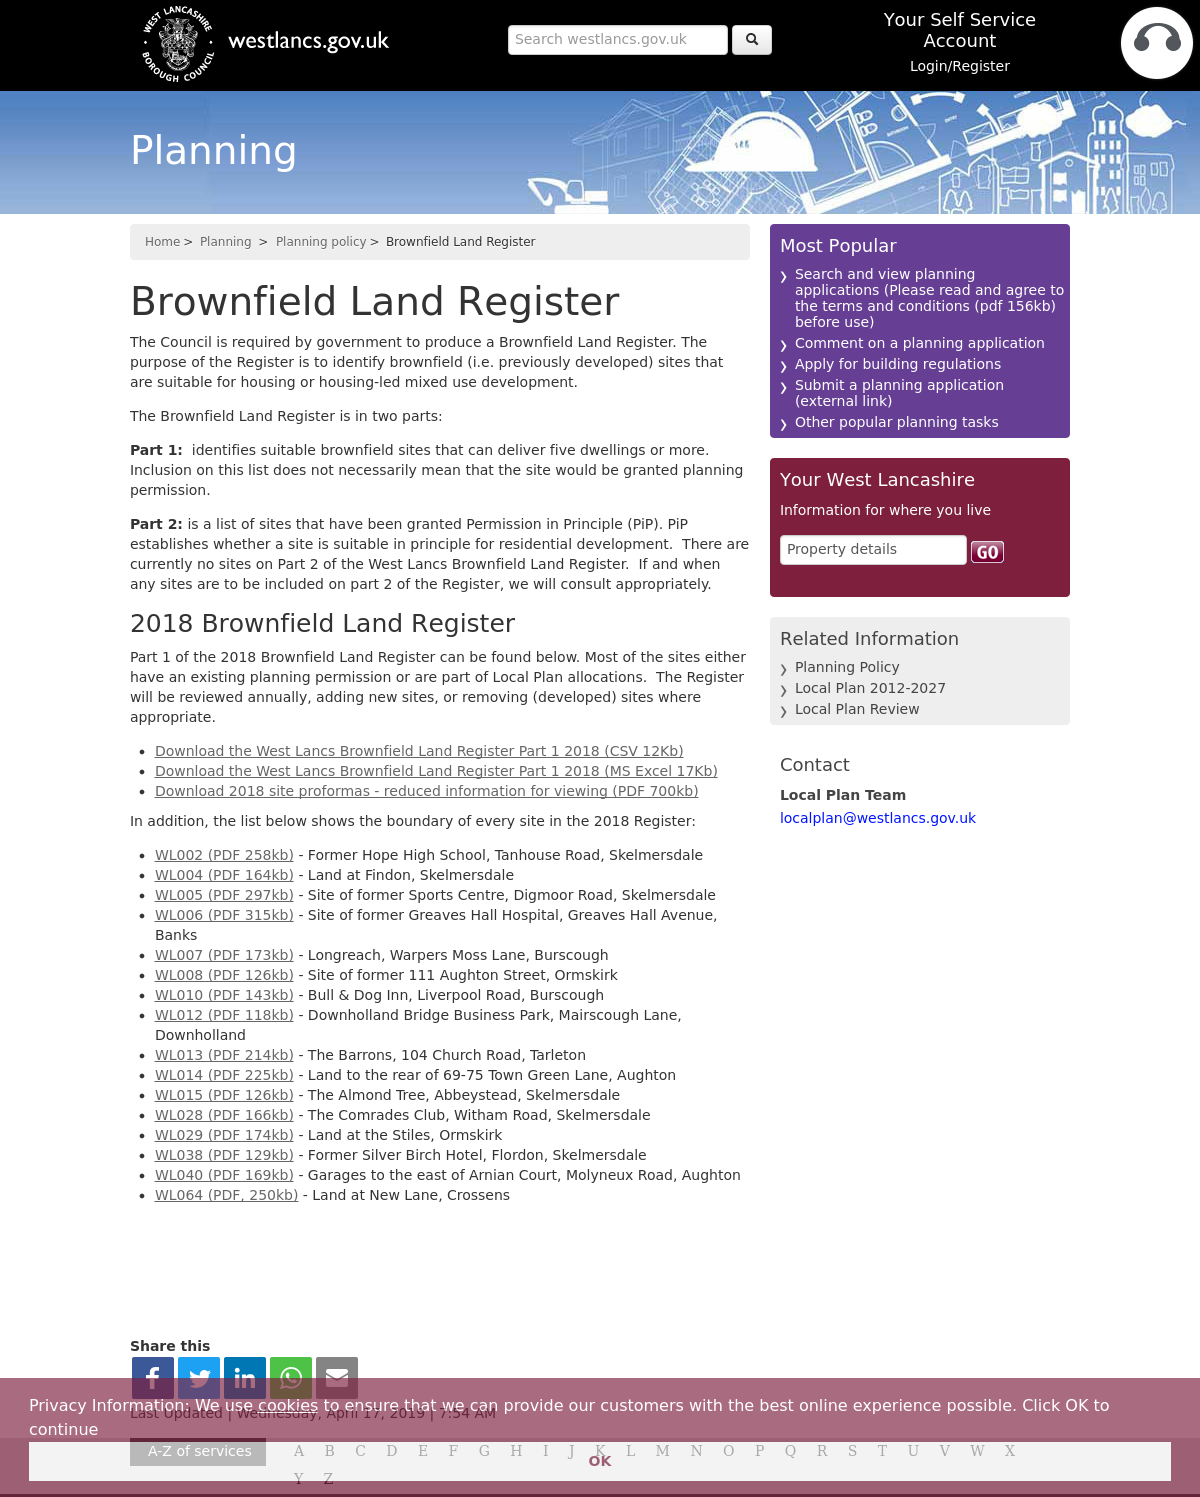 WEST LANCASHIRE
BOROUGH COUNCIL
westlancs.gov.uk
Search westlancs.gov.uk
Your Self Service
Account
Login/Register
Planning
Home > Planning > Planning policy > Brownfield Land Register
Brownfield Land Register
The Council is required by government to produce a Brownfield Land Register. The
purpose of the Register is to identify brownfield (i.e. previously developed) sites that
are suitable for housing or housing-led mixed use development.
The Brownfield Land Register is in two parts:
Part 1:  identifies suitable brownfield sites that can deliver five dwellings or more.
Inclusion on this list does not necessarily mean that the site would be granted planning
permission.
Part 2: is a list of sites that have been granted Permission in Principle (PiP). PiP
establishes whether a site is suitable in principle for residential development.  There are
currently no sites on Part 2 of the West Lancs Brownfield Land Register.  If and when
any sites are to be included on part 2 of the Register, we will consult appropriately.
2018 Brownfield Land Register
Part 1 of the 2018 Brownfield Land Register can be found below. Most of the sites either
have an existing planning permission or are part of Local Plan allocations.  The Register
will be reviewed annually, adding new sites, or removing (developed) sites where
appropriate.
• Download the West Lancs Brownfield Land Register Part 1 2018 (CSV 12Kb)
• Download the West Lancs Brownfield Land Register Part 1 2018 (MS Excel 17Kb)
• Download 2018 site proformas - reduced information for viewing (PDF 700kb)
In addition, the list below shows the boundary of every site in the 2018 Register:
• WL002 (PDF 258kb) - Former Hope High School, Tanhouse Road, Skelmersdale
• WL004 (PDF 164kb) - Land at Findon, Skelmersdale
• WL005 (PDF 297kb) - Site of former Sports Centre, Digmoor Road, Skelmersdale
• WL006 (PDF 315kb) - Site of former Greaves Hall Hospital, Greaves Hall Avenue,
Banks
• WL007 (PDF 173kb) - Longreach, Warpers Moss Lane, Burscough
• WL008 (PDF 126kb) - Site of former 111 Aughton Street, Ormskirk
• WL010 (PDF 143kb) - Bull & Dog Inn, Liverpool Road, Burscough
• WL012 (PDF 118kb) - Downholland Bridge Business Park, Mairscough Lane,
Downholland
• WL013 (PDF 214kb) - The Barrons, 104 Church Road, Tarleton
• WL014 (PDF 225kb) - Land to the rear of 69-75 Town Green Lane, Aughton
• WL015 (PDF 126kb) - The Almond Tree, Abbeystead, Skelmersdale
• WL028 (PDF 166kb) - The Comrades Club, Witham Road, Skelmersdale
• WL029 (PDF 174kb) - Land at the Stiles, Ormskirk
• WL038 (PDF 129kb) - Former Silver Birch Hotel, Flordon, Skelmersdale
• WL040 (PDF 169kb) - Garages to the east of Arnian Court, Molyneux Road, Aughton
• WL064 (PDF, 250kb) - Land at New Lane, Crossens
Most Popular
Search and view planning
applications (Please read and agree to
the terms and conditions (pdf 156kb)
before use)
Comment on a planning application
Apply for building regulations
Submit a planning application
(external link)
Other popular planning tasks
Your West Lancashire
Information for where you live
Property details
GO
Related Information
Planning Policy
Local Plan 2012-2027
Local Plan Review
Contact
Local Plan Team
localplan@westlancs.gov.uk
Share this
Last Updated | Wednesday, April 17, 2019 | 7:54 AM
Privacy Information: We use cookies to ensure that we can provide our customers with the best online experience possible. Click OK to
continue
A-Z of services
A B C D E F G H I J K L M N O P Q R S T U V W X
Y Z
OK